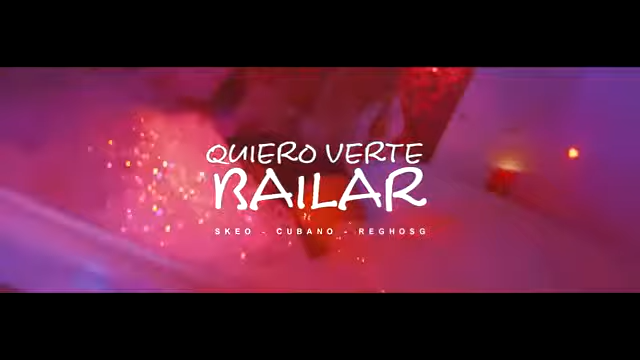 QUIERO VERTE
BAILAR
SKEO - CUBANO - REGHOSG